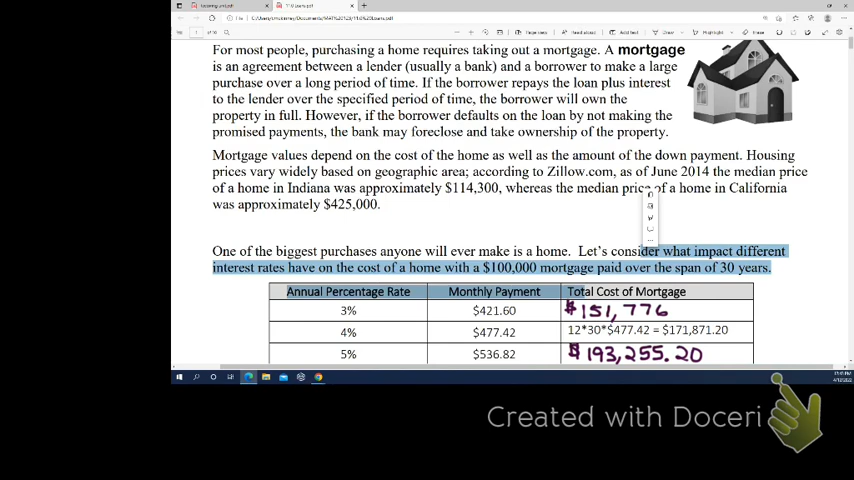 For most people, purchasing a home requires taking out a mortgage. A mortgage
is an agreement between a lender (usually a bank) and a borrower to make a large
purchase over a long period of time. If the borrower repays the loan plus interest
to the lender over the specified period of time, the borrower will own the
property in full. However, if the borrower defaults on the loan by not making the
promised payments, the bank may foreclose and take ownership of the property.
Mortgage values depend on the cost of the home as well as the amount of the down payment. Housing
prices vary widely based on geographic area; according to Zillow.com, as of June 2014 the median price
of a home in Indiana was approximately $114,300, whereas the median price of a home in California
was approximately $425,000.
One of the biggest purchases anyone will ever make is a home. Let's consider what impact different
interest rates have on the cost of a home with a $100,000 mortgage paid over the span of 30 years.
Annual Percentage Rate Monthly Payment Total Cost of Mortgage
3% $421.60 $151,776
4% $477.42 12*30*$477.42 = $171,871.20
5% $536.82 $193,255.20
Created with Doceri